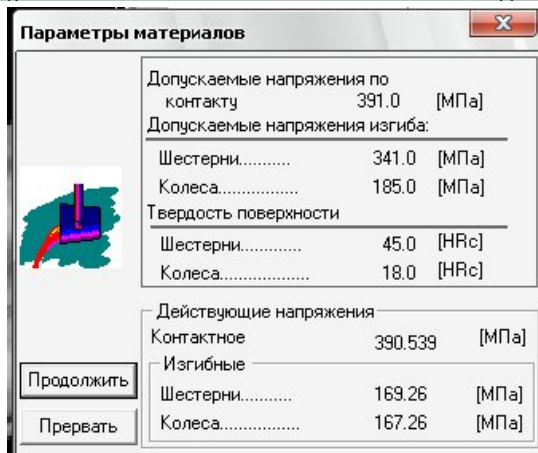 Параметры материалов
Допускаемые напряжения по
контакту 391.0 [МПа]
Допускаемые напряжения изгиба:
Шестерни........... 341.0 [МПа]
Колеса................ 185.0 [МПа]
Твердость поверхности
Шестерни............. 45.0 [HRc]
Колеса.................. 18.0 [HRc]
Действующие напряжения
Контактное 390.539 [МПа]
Изгибные
Шестерни........... 169.26 [МПа]
Колеса.................. 167.26 [МПа]
Продолжить
Прервать